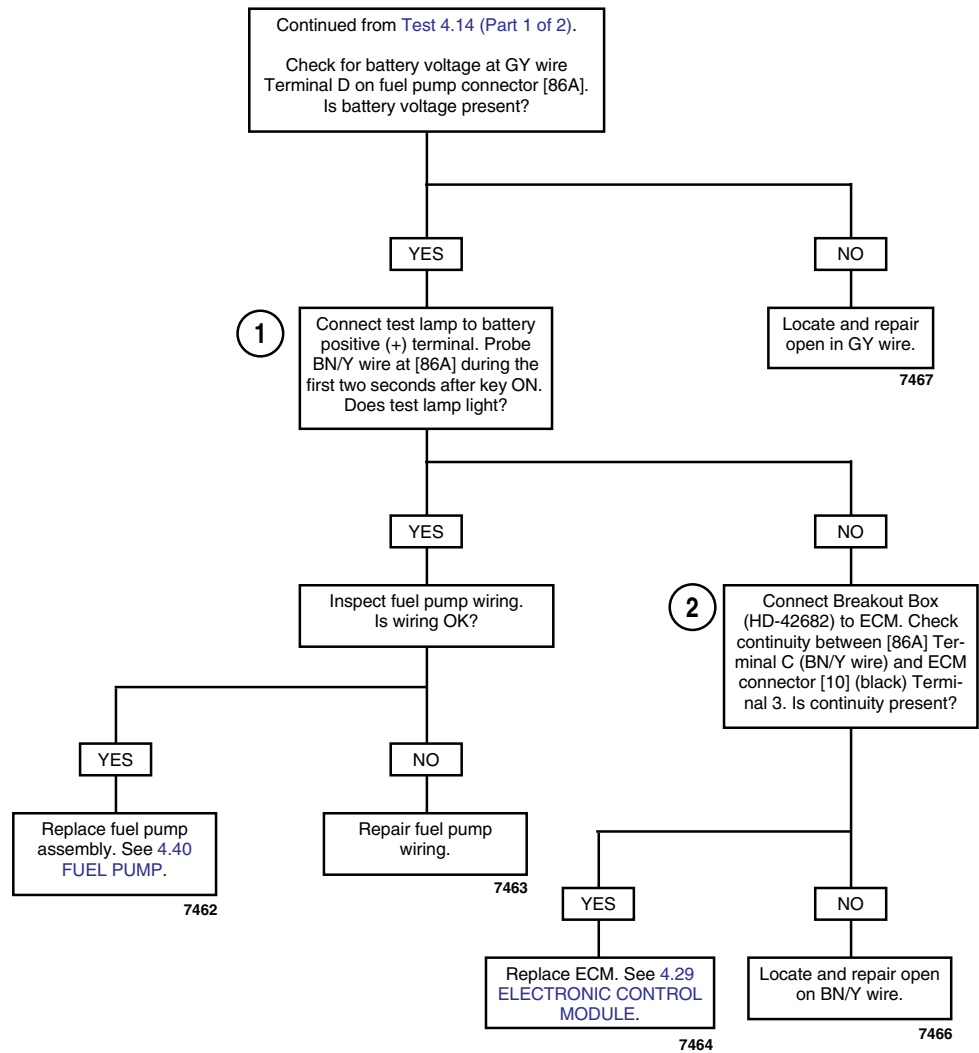 Continued from Test 4.14 (Part 1 of 2).
Check for battery voltage at GY wire
Terminal D on fuel pump connector [86A].
Is battery voltage present?
YES
NO
1
Connect test lamp to battery
positive (+) terminal. Probe
BN/Y wire at [86A] during the
first two seconds after key ON.
Does test lamp light?
Locate and repair
open in GY wire.
7467
YES
NO
Inspect fuel pump wiring.
Is wiring OK?
2
Connect Breakout Box
(HD-42682) to ECM. Check
continuity between [86A] Ter-
minal C (BN/Y wire) and ECM
connector [10] (black) Termi-
nal 3. Is continuity present?
YES
NO
Replace fuel pump
assembly. See 4.40
FUEL PUMP.
7462
Repair fuel pump
wiring.
7463
YES
NO
Replace ECM. See 4.29
ELECTRONIC CONTROL
MODULE.
7464
Locate and repair open
on BN/Y wire.
7466